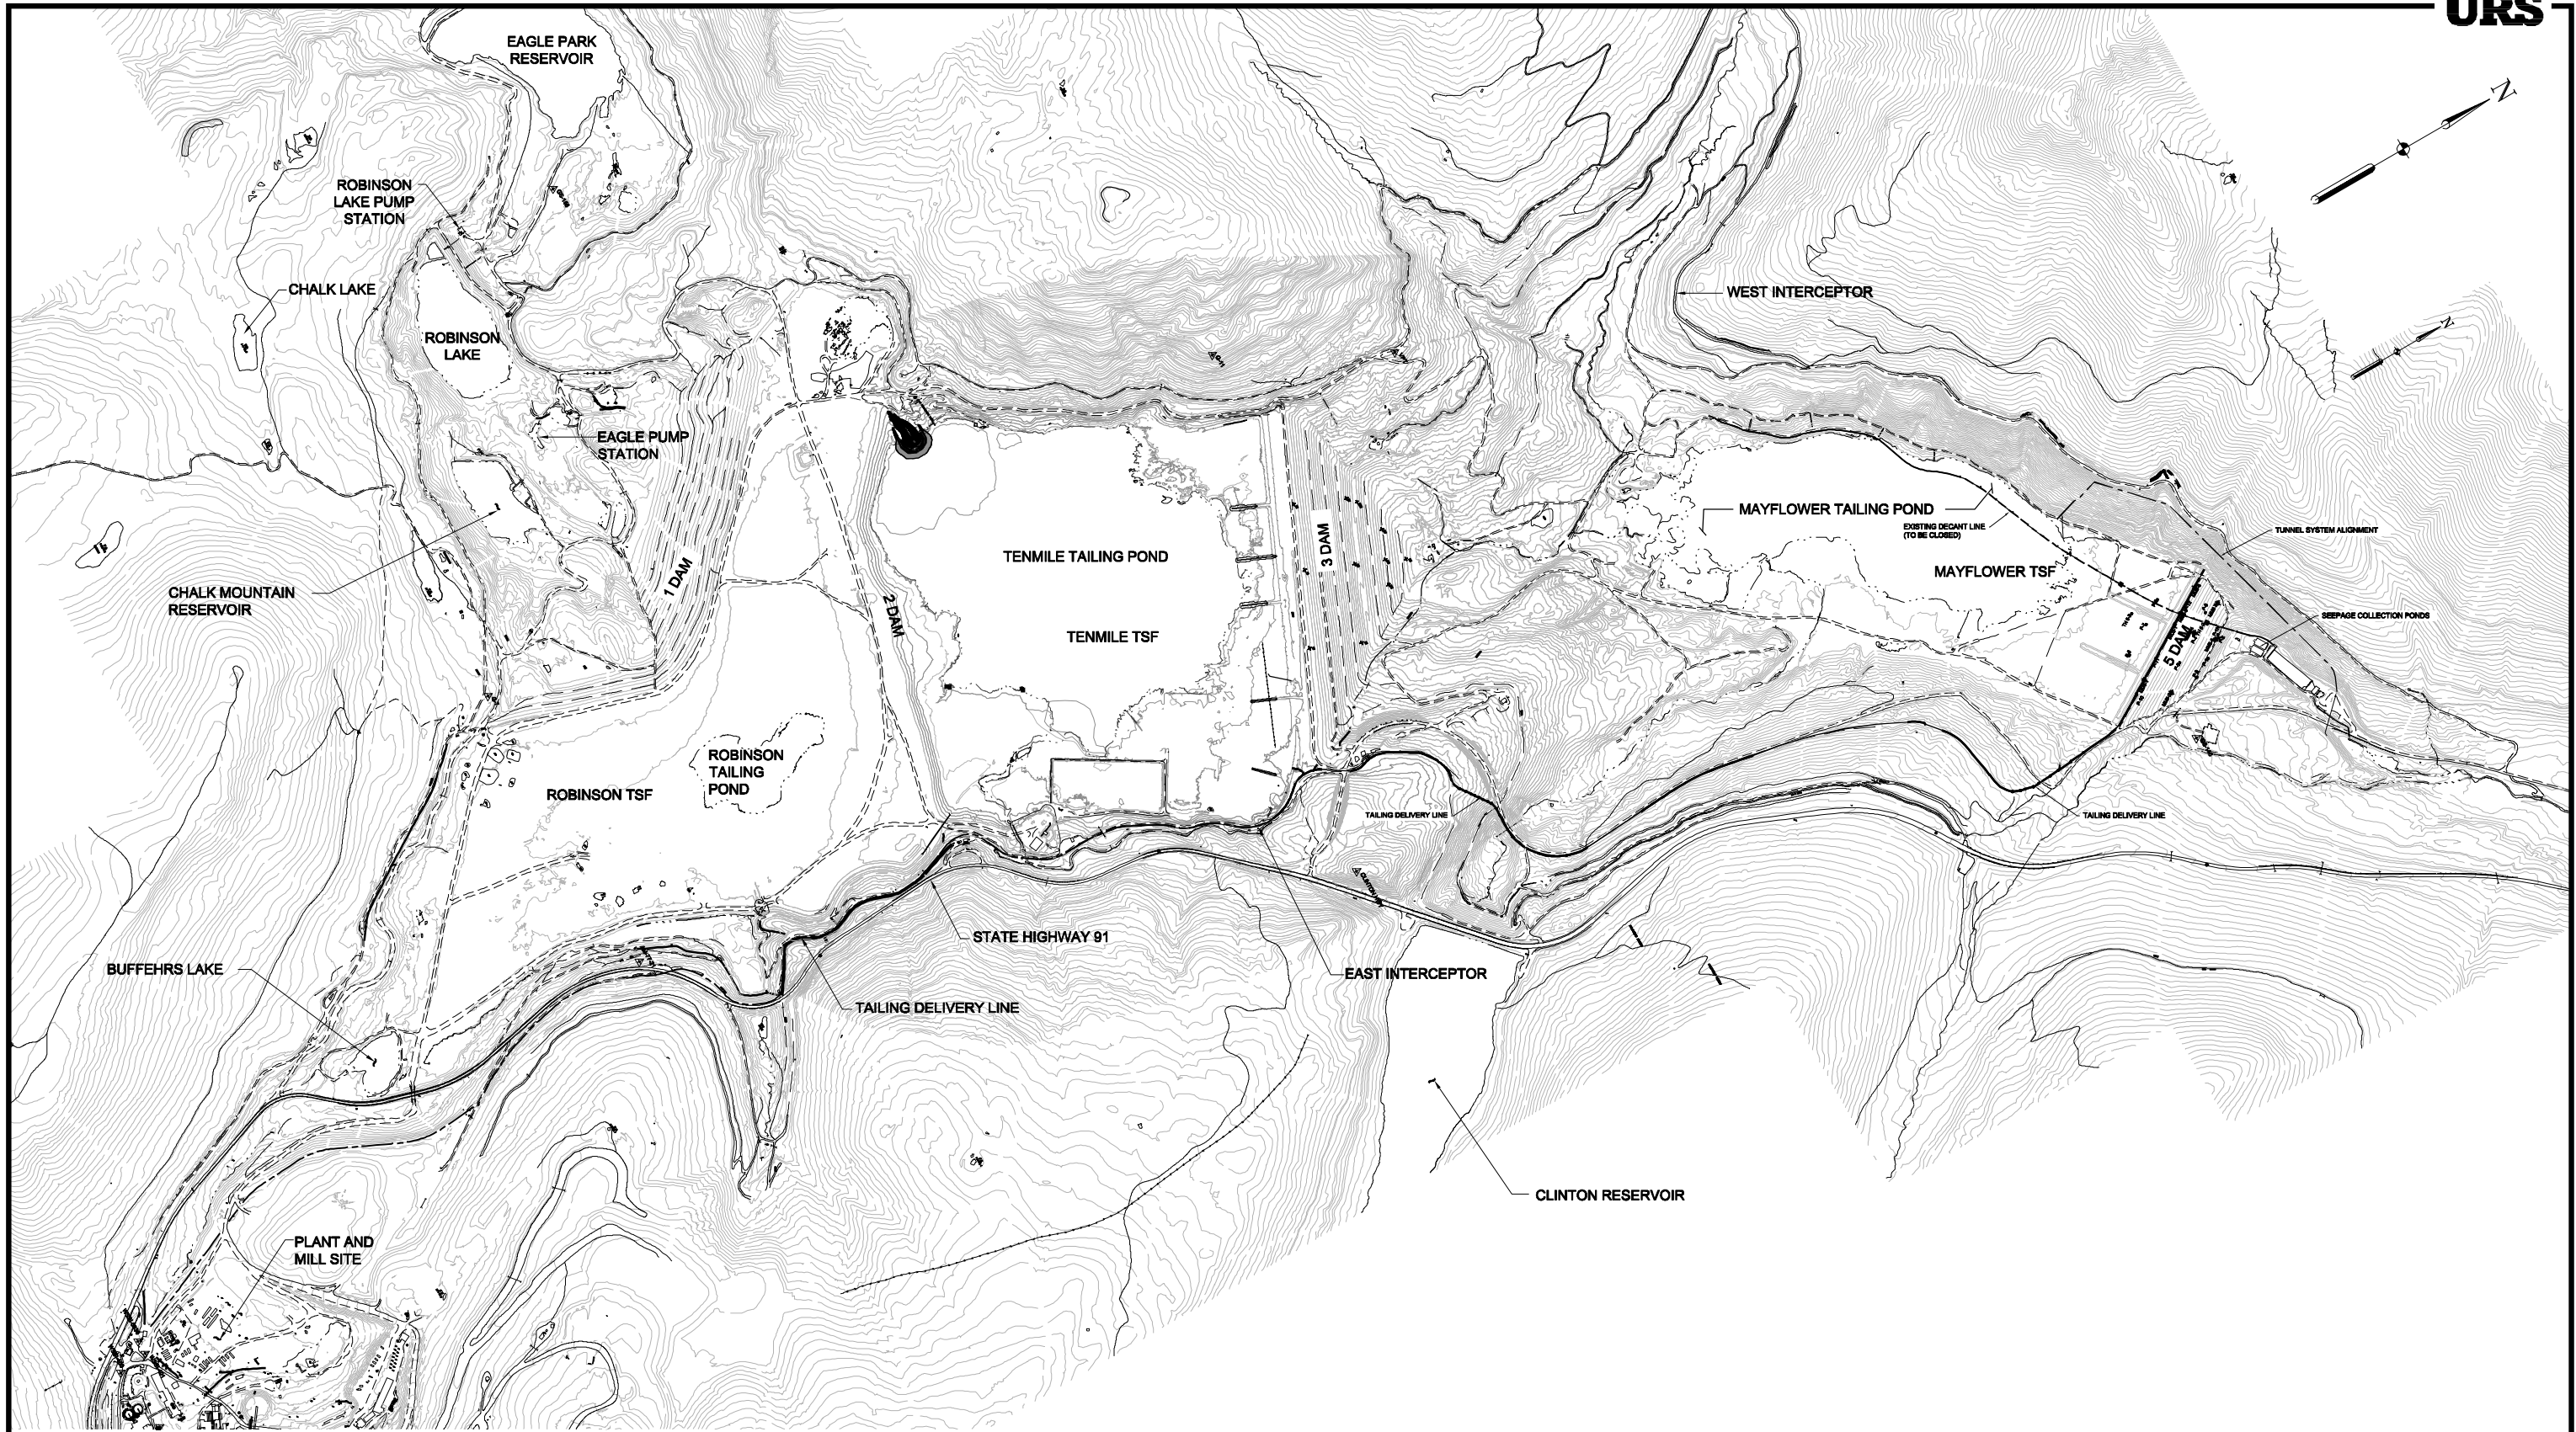 URS
EAGLE PARK
RESERVOIR
N
ROBINSON
LAKE PUMP
STATION
CHALK LAKE
WEST INTERCEPTOR
ROBINSON
LAKE
N
EAGLE PUMP
STATION
MAYFLOWER TAILING POND
EXISTING DECANT LINE
(TO BE CLOSED)
TUNNEL SYSTEM ALIGNMENT
3 DAM
TENMILE TAILING POND
1 DAM
MAYFLOWER TSF
CHALK MOUNTAIN
RESERVOIR
2 DAM
SEEPAGE COLLECTION PONDS
TENMILE TSF
5 DAM
ROBINSON
TAILING
POND
ROBINSON TSF
TAILING DELIVERY LINE
TAILING DELIVERY LINE
STATE HIGHWAY 91
BUFFEHRS LAKE
EAST INTERCEPTOR
TAILING DELIVERY LINE
CLINTON RESERVOIR
PLANT AND
MILL SITE